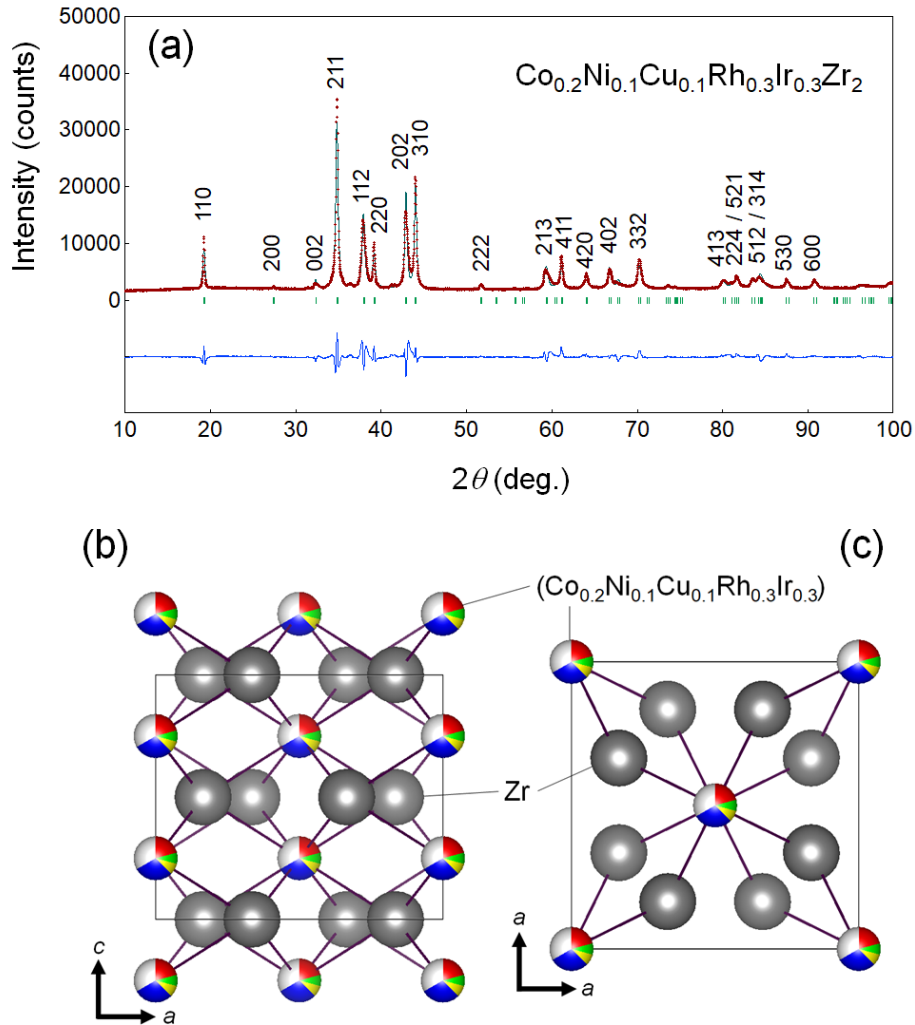 (a)
Co0.2Ni0.1Cu0.1Rh0.3Ir0.3Zr2
Intensity (counts)
50000
40000
30000
20000
10000
0
110
200
002
211
112
220
202
310
222
213
411
420
402
332
413
224 / 521
512 / 314
530
600
10 20 30 40 50 60 70 80 90 100
2θ (deg.)
(b)
(c)
(Co0.2Ni0.1Cu0.1Rh0.3Ir0.3)
Zr
c
a
a
a